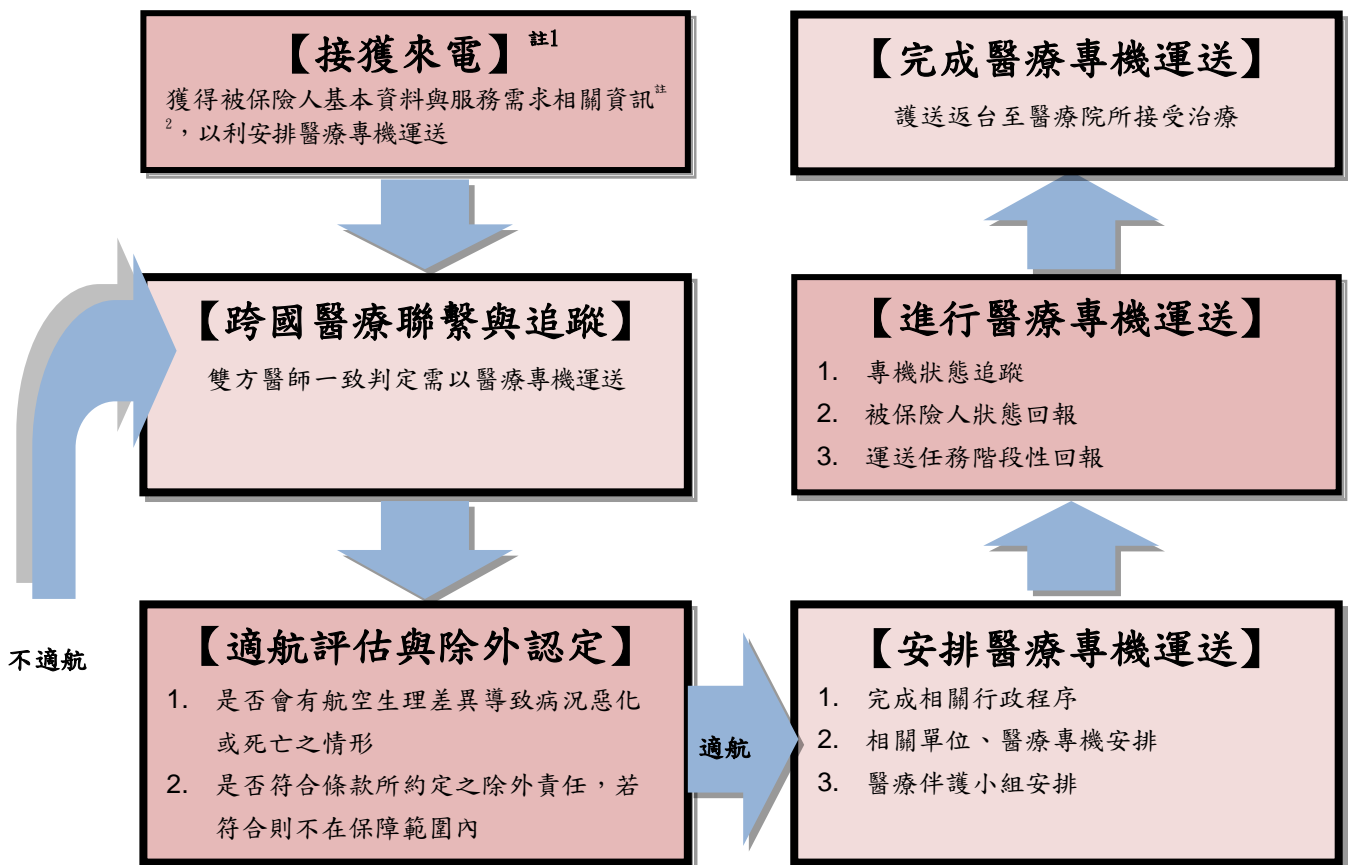 【接獲來電】註1
獲得被保險人基本資料與服務需求相關資訊註
2，以利安排醫療專機運送
【跨國醫療聯繫與追蹤】
雙方醫師一致判定需以醫療專機運送
不適航
【適航評估與除外認定】
1. 是否會有航空生理差異導致病況惡化
或死亡之情形
2. 是否符合條款所約定之除外責任，若
符合則不在保障範圍內
適航
【安排醫療專機運送】
1. 完成相關行政程序
2. 相關單位、醫療專機安排
3. 醫療伴護小組安排
【進行醫療專機運送】
1. 專機狀態追蹤
2. 被保險人狀態回報
3. 運送任務階段性回報
【完成醫療專機運送】
護送返台至醫療院所接受治療